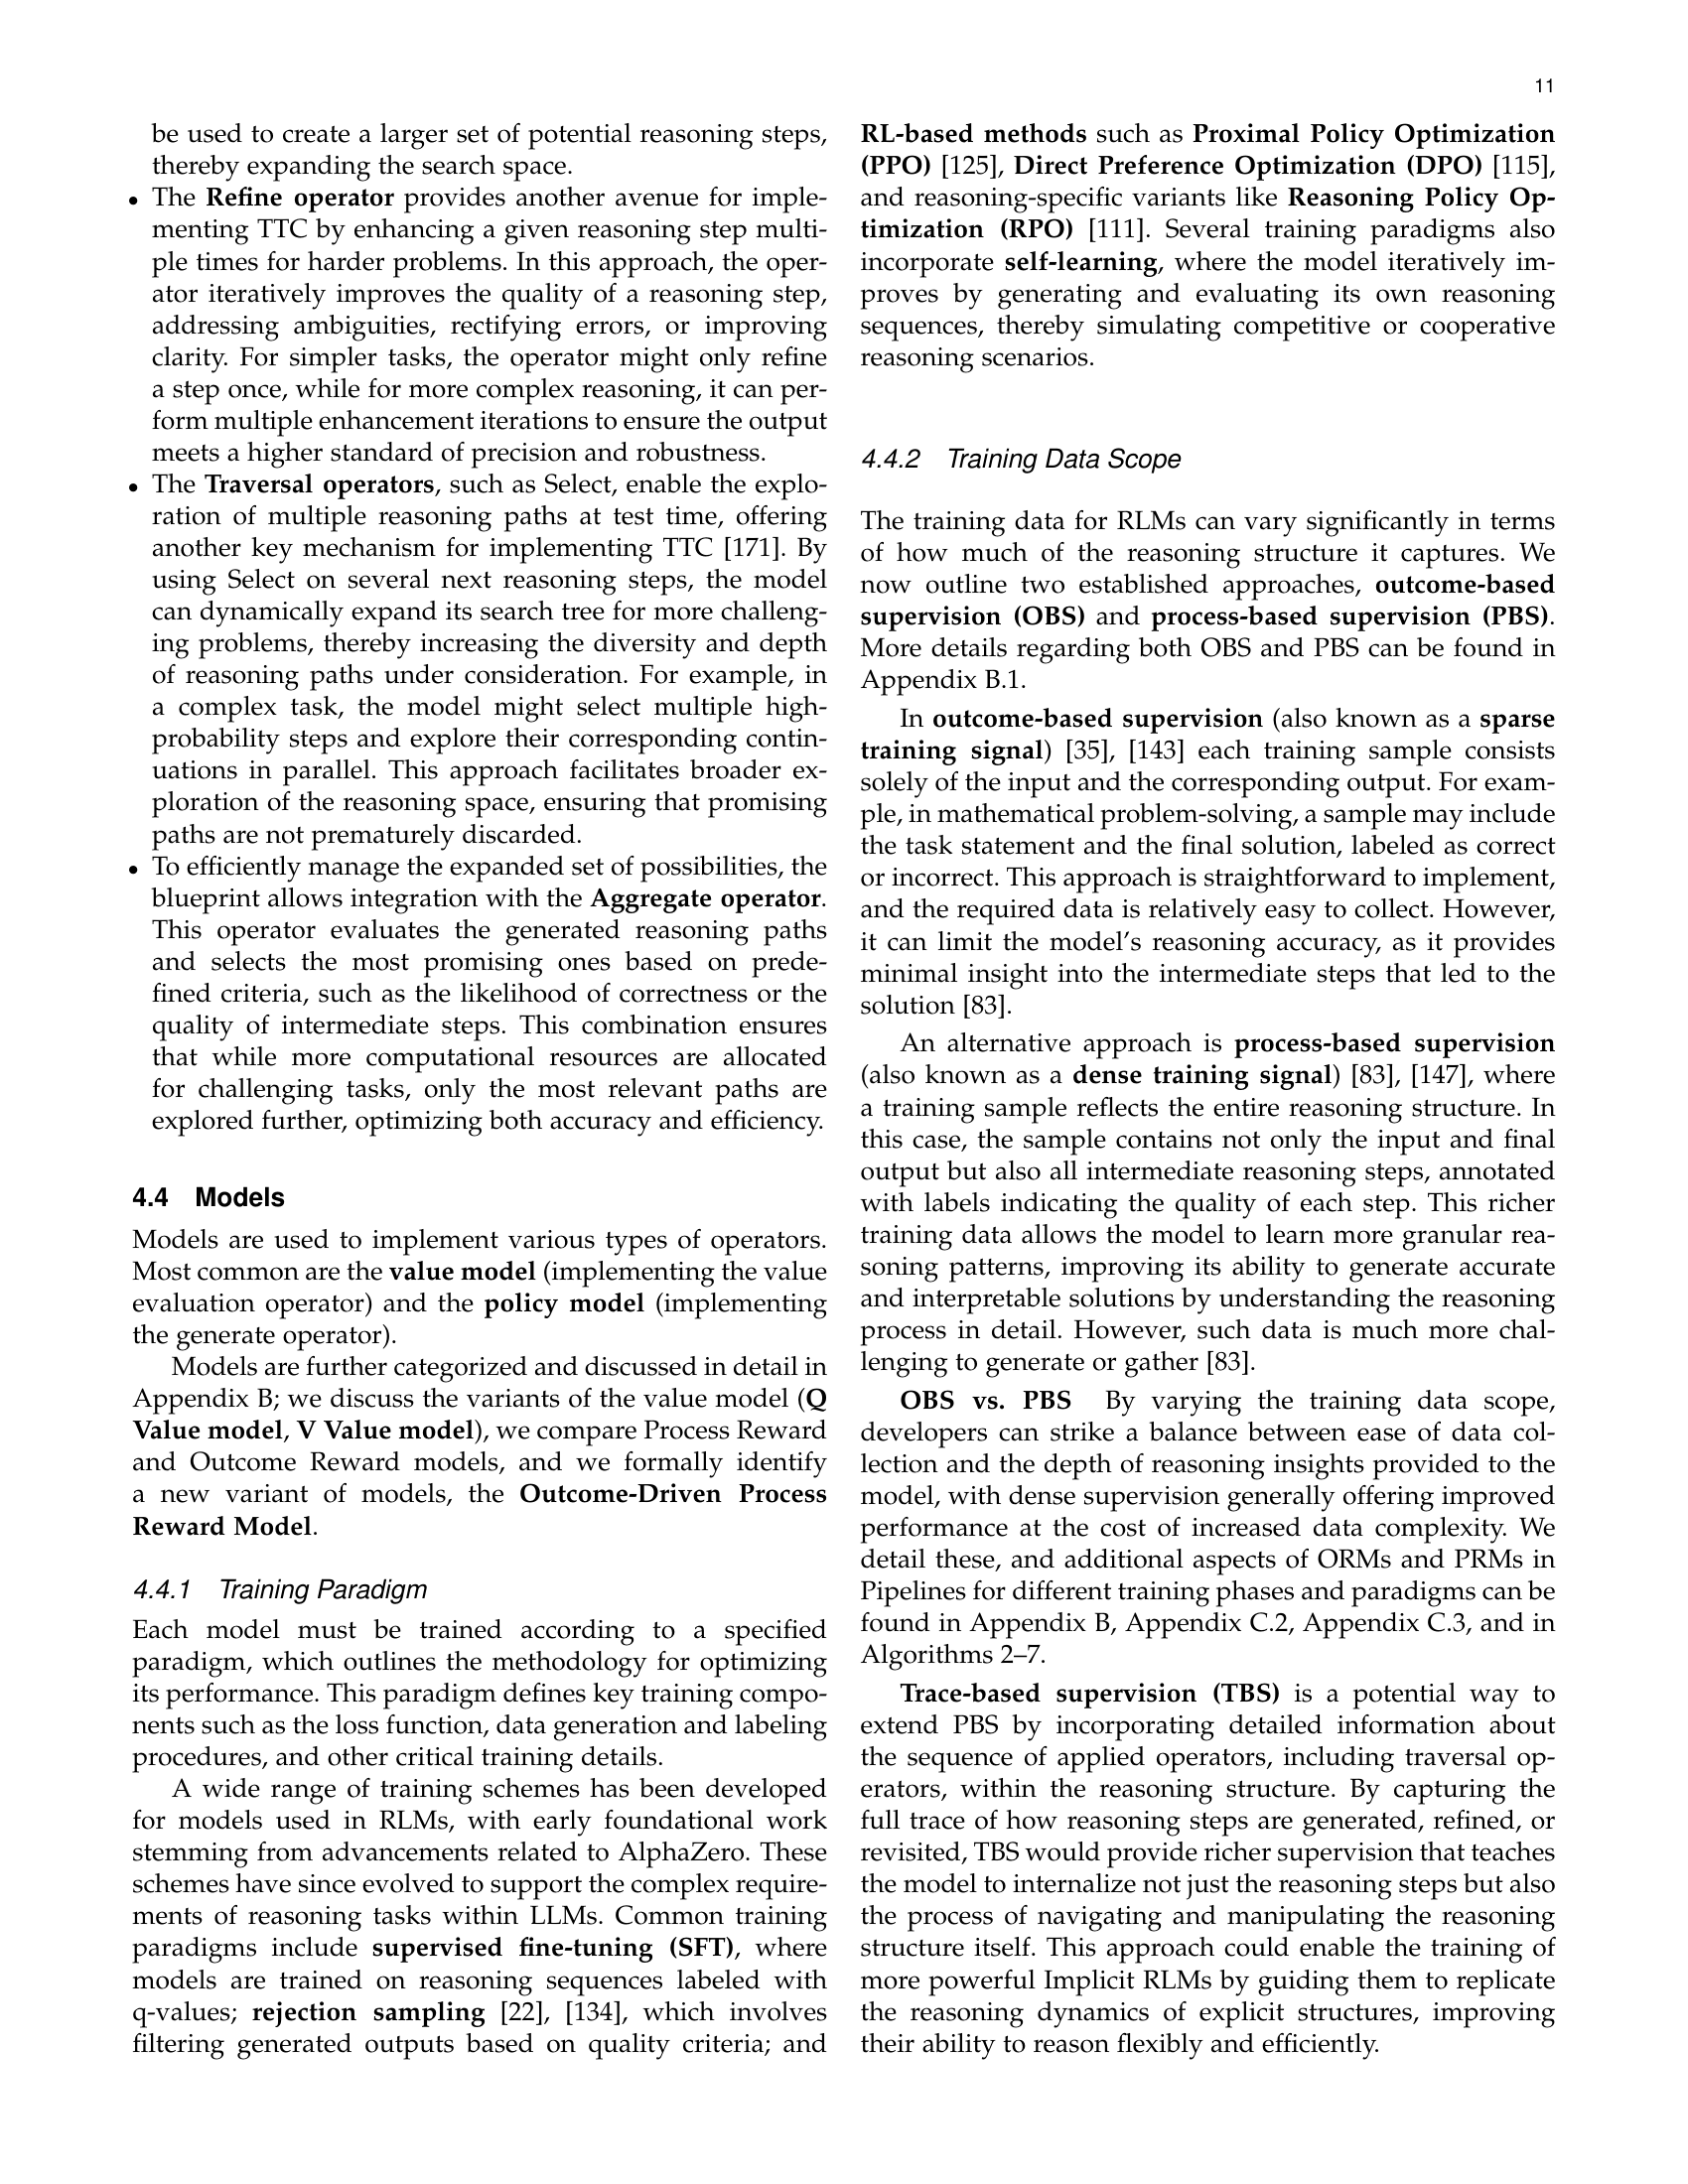 11
be used to create a larger set of potential reasoning steps,
thereby expanding the search space.
• The Refine operator provides another avenue for imple-
menting TTC by enhancing a given reasoning step multi-
ple times for harder problems. In this approach, the oper-
ator iteratively improves the quality of a reasoning step,
addressing ambiguities, rectifying errors, or improving
clarity. For simpler tasks, the operator might only refine
a step once, while for more complex reasoning, it can per-
form multiple enhancement iterations to ensure the output
meets a higher standard of precision and robustness.
• The Traversal operators, such as Select, enable the explo-
ration of multiple reasoning paths at test time, offering
another key mechanism for implementing TTC [171]. By
using Select on several next reasoning steps, the model
can dynamically expand its search tree for more challeng-
ing problems, thereby increasing the diversity and depth
of reasoning paths under consideration. For example, in
a complex task, the model might select multiple high-
probability steps and explore their corresponding contin-
uations in parallel. This approach facilitates broader ex-
ploration of the reasoning space, ensuring that promising
paths are not prematurely discarded.
• To efficiently manage the expanded set of possibilities, the
blueprint allows integration with the Aggregate operator.
This operator evaluates the generated reasoning paths
and selects the most promising ones based on prede-
fined criteria, such as the likelihood of correctness or the
quality of intermediate steps. This combination ensures
that while more computational resources are allocated
for challenging tasks, only the most relevant paths are
explored further, optimizing both accuracy and efficiency.
4.4 Models
Models are used to implement various types of operators.
Most common are the value model (implementing the value
evaluation operator) and the policy model (implementing
the generate operator).
Models are further categorized and discussed in detail in
Appendix B; we discuss the variants of the value model (Q
Value model, V Value model), we compare Process Reward
and Outcome Reward models, and we formally identify
a new variant of models, the Outcome-Driven Process
Reward Model.
4.4.1 Training Paradigm
Each model must be trained according to a specified
paradigm, which outlines the methodology for optimizing
its performance. This paradigm defines key training compo-
nents such as the loss function, data generation and labeling
procedures, and other critical training details.
A wide range of training schemes has been developed
for models used in RLMs, with early foundational work
stemming from advancements related to AlphaZero. These
schemes have since evolved to support the complex require-
ments of reasoning tasks within LLMs. Common training
paradigms include supervised fine-tuning (SFT), where
models are trained on reasoning sequences labeled with
q-values; rejection sampling [22], [134], which involves
filtering generated outputs based on quality criteria; and
RL-based methods such as Proximal Policy Optimization
(PPO) [125], Direct Preference Optimization (DPO) [115],
and reasoning-specific variants like Reasoning Policy Op-
timization (RPO) [111]. Several training paradigms also
incorporate self-learning, where the model iteratively im-
proves by generating and evaluating its own reasoning
sequences, thereby simulating competitive or cooperative
reasoning scenarios.
4.4.2 Training Data Scope
The training data for RLMs can vary significantly in terms
of how much of the reasoning structure it captures. We
now outline two established approaches, outcome-based
supervision (OBS) and process-based supervision (PBS).
More details regarding both OBS and PBS can be found in
Appendix B.1.
In outcome-based supervision (also known as a sparse
training signal) [35], [143] each training sample consists
solely of the input and the corresponding output. For exam-
ple, in mathematical problem-solving, a sample may include
the task statement and the final solution, labeled as correct
or incorrect. This approach is straightforward to implement,
and the required data is relatively easy to collect. However,
it can limit the model's reasoning accuracy, as it provides
minimal insight into the intermediate steps that led to the
solution [83].
An alternative approach is process-based supervision
(also known as a dense training signal) [83], [147], where
a training sample reflects the entire reasoning structure. In
this case, the sample contains not only the input and final
output but also all intermediate reasoning steps, annotated
with labels indicating the quality of each step. This richer
training data allows the model to learn more granular rea-
soning patterns, improving its ability to generate accurate
and interpretable solutions by understanding the reasoning
process in detail. However, such data is much more chal-
lenging to generate or gather [83].
OBS vs. PBS By varying the training data scope,
developers can strike a balance between ease of data col-
lection and the depth of reasoning insights provided to the
model, with dense supervision generally offering improved
performance at the cost of increased data complexity. We
detail these, and additional aspects of ORMs and PRMs in
Pipelines for different training phases and paradigms can be
found in Appendix B, Appendix C.2, Appendix C.3, and in
Algorithms 2–7.
Trace-based supervision (TBS) is a potential way to
extend PBS by incorporating detailed information about
the sequence of applied operators, including traversal op-
erators, within the reasoning structure. By capturing the
full trace of how reasoning steps are generated, refined, or
revisited, TBS would provide richer supervision that teaches
the model to internalize not just the reasoning steps but also
the process of navigating and manipulating the reasoning
structure itself. This approach could enable the training of
more powerful Implicit RLMs by guiding them to replicate
the reasoning dynamics of explicit structures, improving
their ability to reason flexibly and efficiently.